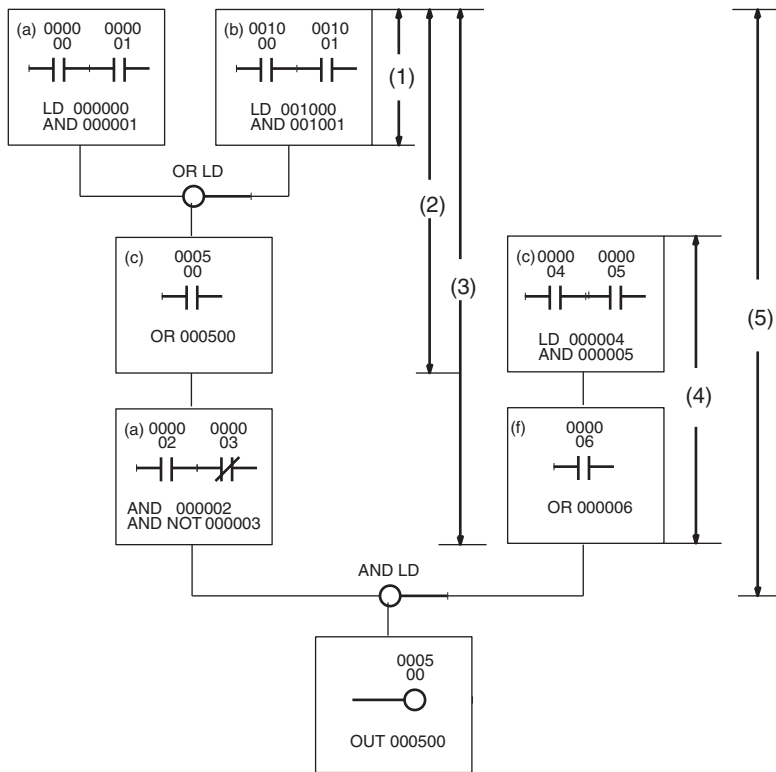 (a) 0000 0000
00 01
LD 000000
AND 000001
(b) 0010 0010
00 01
LD 001000
AND 001001
(1)
OR LD
(2)
(c) 0005
00
OR 000500
(3)
(c) 0000 0000
04 05
LD 000004
AND 000005
(4)
(5)
(a) 0000 0000
02 03
AND 000002
AND NOT 000003
(f) 0000
06
OR 000006
AND LD
0005
00
OUT 000500